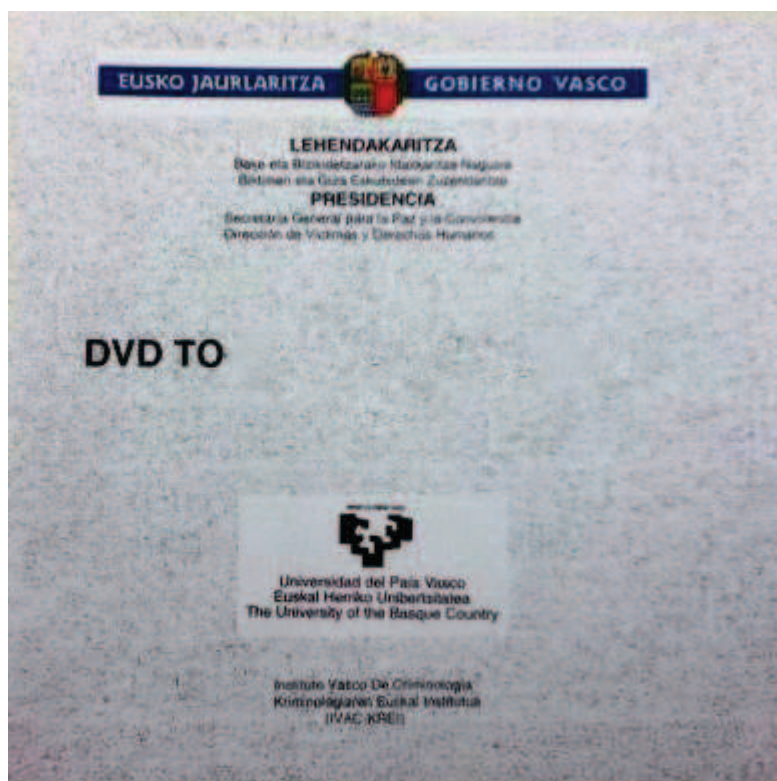 EUSKO JAURLARITZA GOBIERNO VASCO
LEHENDAKARITZA
Bake eta Bizikidetzarako Idazkaritza Nagusia
Biktimen eta Giza Eskubideen Zuzendaritza
PRESIDENCIA
Secretaría General para la Paz y la Convivencia
Dirección de Víctimas y Derechos Humanos
DVD TO
Universidad del País Vasco
Euskal Herriko Unibertsitatea
The University of the Basque Country
Instituto Vasco De Criminología
Kriminologiaren Euskal Institutua
(IVAC-KREI)